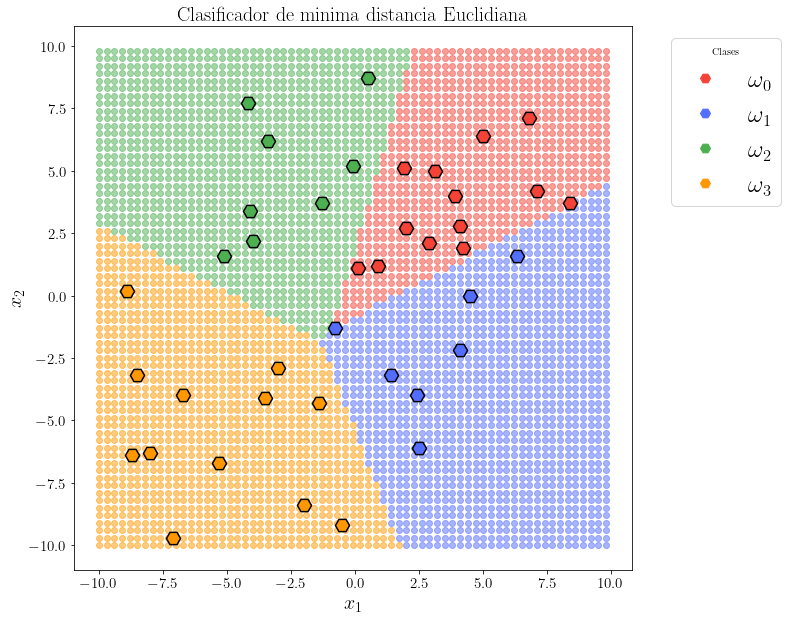 Clasificador de minima distancia Euclidiana
10.0
7.5
5.0
2.5
0.0
−2.5
−5.0
−7.5
−10.0
x₂
−10.0 −7.5 −5.0 −2.5 0.0 2.5 5.0 7.5 10.0
x₁
Clases
ω₀
ω₁
ω₂
ω₃